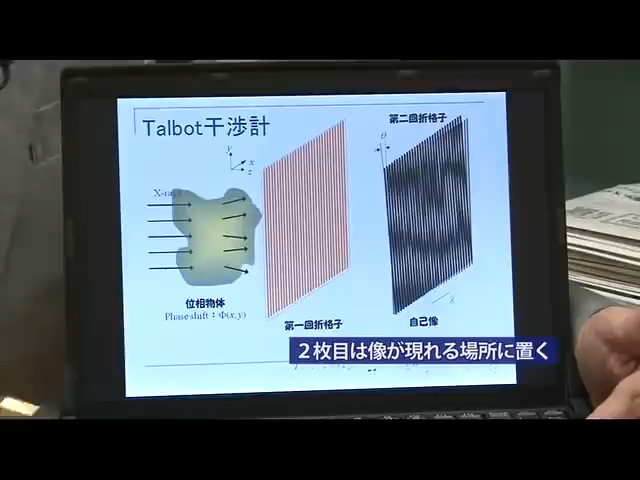 Talbot干渉計
第二回折格子
θ
y
x
z
X-ray
位相物体
Phase shift：Φ(x,y)
第一回折格子
自己像
２枚目は像が現れる場所に置く